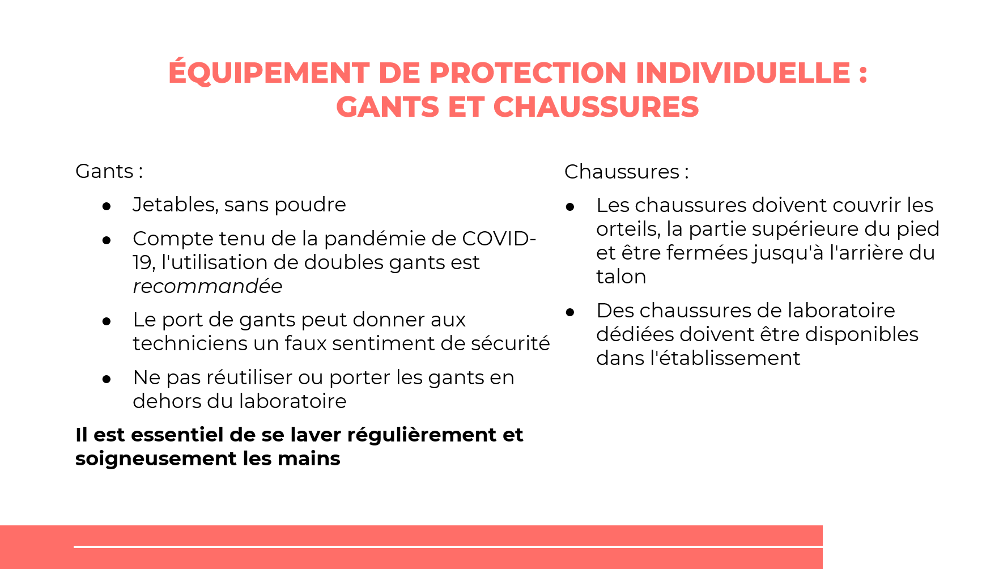 ÉQUIPEMENT DE PROTECTION INDIVIDUELLE :
GANTS ET CHAUSSURES
Gants :
● Jetables, sans poudre
● Compte tenu de la pandémie de COVID-
19, l'utilisation de doubles gants est
recommandée
● Le port de gants peut donner aux
techniciens un faux sentiment de sécurité
● Ne pas réutiliser ou porter les gants en
dehors du laboratoire
Il est essentiel de se laver régulièrement et
soigneusement les mains
Chaussures :
● Les chaussures doivent couvrir les
orteils, la partie supérieure du pied
et être fermées jusqu'à l'arrière du
talon
● Des chaussures de laboratoire
dédiées doivent être disponibles
dans l'établissement